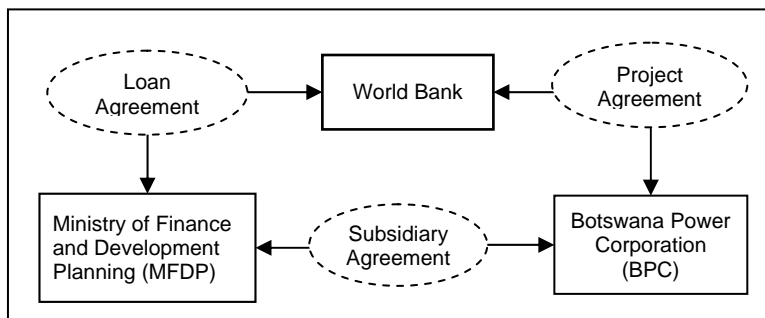 Loan
Agreement
World Bank
Project
Agreement
Ministry of Finance
and Development
Planning (MFDP)
Subsidiary
Agreement
Botswana Power
Corporation
(BPC)